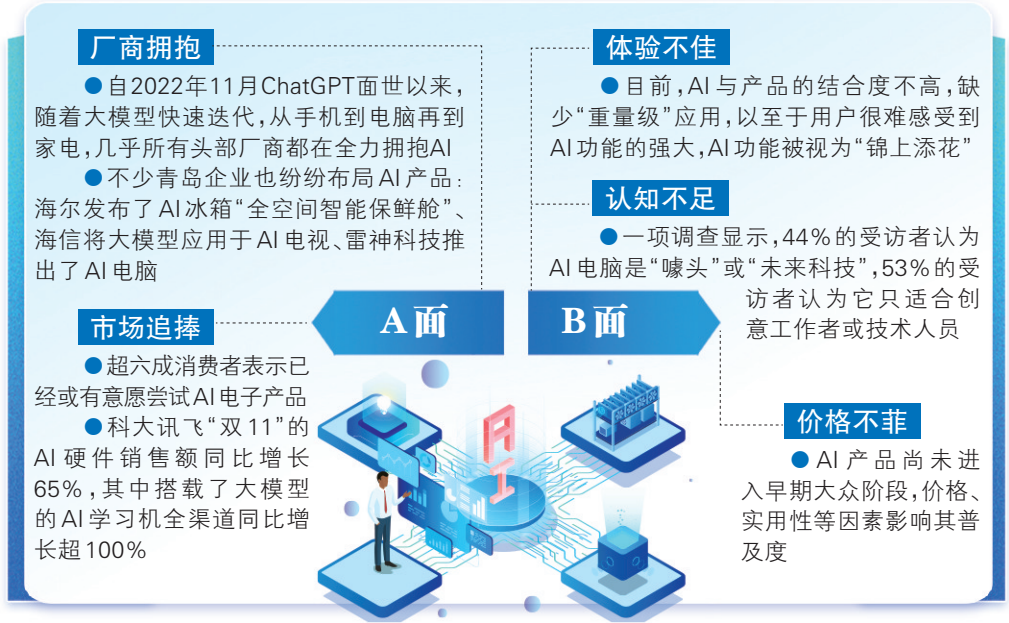 厂商拥抱
●自2022年11月ChatGPT面世以来，
随着大模型快速迭代，从手机到电脑再到
家电，几乎所有头部厂商都在全力拥抱AI
●不少青岛企业也纷纷布局AI产品：
海尔发布了AI冰箱“全空间智能保鲜舱”、
海信将大模型应用于AI电视、雷神科技推
出了AI电脑
市场追捧
●超六成消费者表示已
经或有意愿尝试AI电子产品
●科大讯飞“双11”的
AI硬件销售额同比增长
65%，其中搭载了大模型
的AI学习机全渠道同比增
长超100%
A面
B面
体验不佳
●目前，AI与产品的结合度不高，缺
少“重量级”应用，以至于用户很难感受到
AI功能的强大，AI功能被视为“锦上添花”
认知不足
●一项调查显示，44%的受访者认为
AI电脑是“噱头”或“未来科技”，53%的受
访者认为它只适合创
意工作者或技术人员
价格不菲
●AI产品尚未进
入早期大众阶段，价格、
实用性等因素影响其普
及度
AI